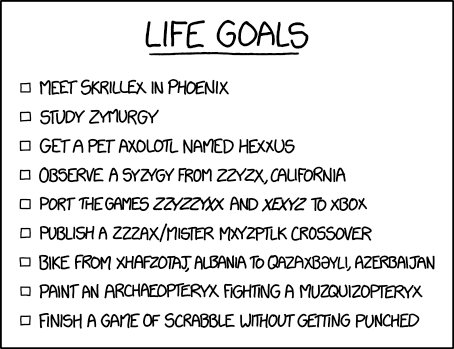 LIFE GOALS
MEET SKRILLEX IN PHOENIX
STUDY ZYMURGY
GET A PET AXOLOTL NAMED HEXXUS
OBSERVE A SYZYGY FROM ZZYZX, CALIFORNIA
PORT THE GAMES ZZYZZYXX AND XEXYZ TO XBOX
PUBLISH A ZZZAX/MISTER MXYZPTLK CROSSOVER
BIKE FROM XHAFZOTAJ, ALBANIA TO QAZAXBƏYLI, AZERBAIJAN
PAINT AN ARCHAEOPTERYX FIGHTING A MUZQUIZOPTERYX
FINISH A GAME OF SCRABBLE WITHOUT GETTING PUNCHED